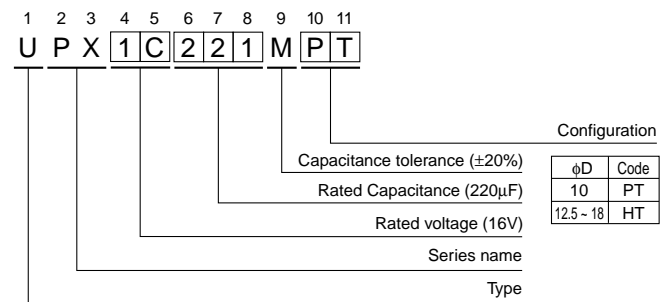 1 2 3 4 5 6 7 8 9 10 11
U P X 1 C 2 2 1 M P T
Configuration
Capacitance tolerance (±20%)
Rated Capacitance (220μF)
Rated voltage (16V)
Series name
Type
ϕD Code
10 PT
12.5 ~ 18 HT